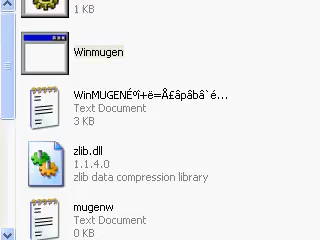 1 KB
Winmugen
WinMUGENÉºî+ë=Å£âpâbâ`é...
Text Document
3 KB
zlib.dll
1.1.4.0
zlib data compression library
mugenw
Text Document
0 KB